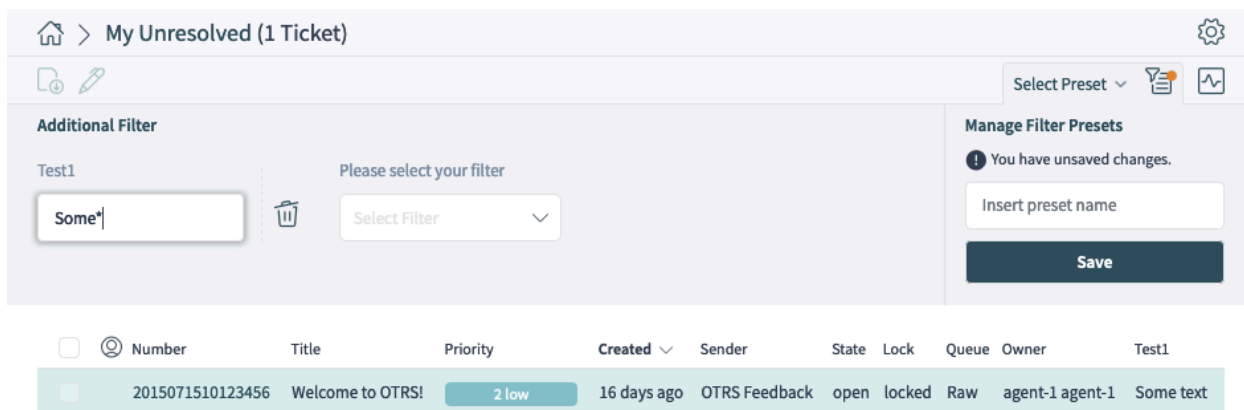 My Unresolved (1 Ticket)
Select Preset
Additional Filter
Manage Filter Presets
You have unsaved changes.
Test1
Please select your filter
Some*
Select Filter
Insert preset name
Save
Number Title Priority Created Sender State Lock Queue Owner Test1
2015071510123456 Welcome to OTRS! 2 low 16 days ago OTRS Feedback open locked Raw agent-1 agent-1 Some text